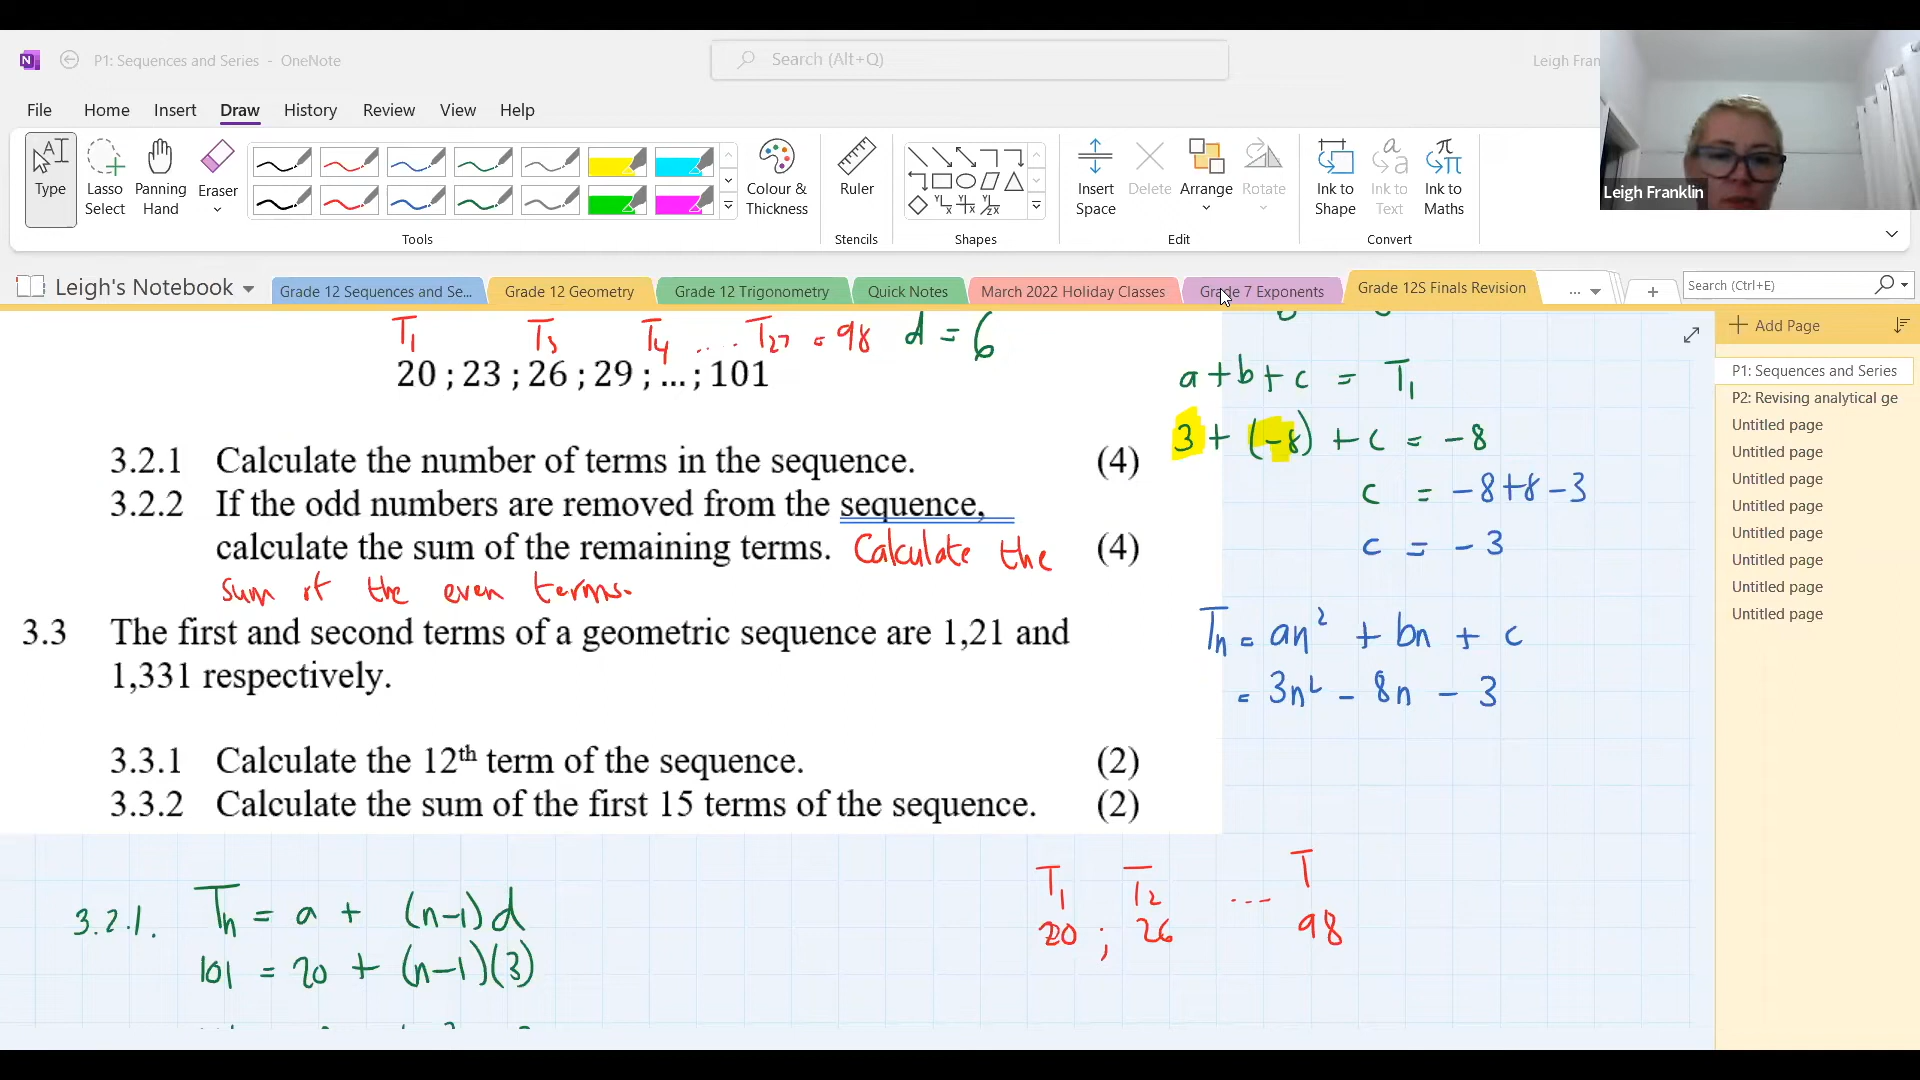 P1: Sequences and Series - OneNote
Search (Alt+Q)
Leigh Fran
File Home Insert Draw History Review View Help
Type
Lasso Select
Panning Hand
Eraser
Colour & Thickness
Ruler
Insert Space
Delete
Arrange
Rotate
Ink to Shape
Ink to Text
Ink to Maths
Leigh Franklin
Tools Stencils Shapes Edit Convert
Leigh's Notebook
Grade 12 Sequences and Se...
Grade 12 Geometry
Grade 12 Trigonometry
Quick Notes
March 2022 Holiday Classes
Grade 7 Exponents
Grade 12S Finals Revision
...
Search (Ctrl+E)
Add Page
P1: Sequences and Series
P2: Revising analytical ge
Untitled page
Untitled page
Untitled page
Untitled page
Untitled page
Untitled page
Untitled page
Untitled page
T1 T3 T4 .... T27 = 98 d = 6
20 ; 23 ; 26 ; 29 ; ... ; 101
3.2.1 Calculate the number of terms in the sequence. (4)
3.2.2 If the odd numbers are removed from the sequence,
calculate the sum of the remaining terms. Calculate the (4)
sum of the even terms.
3.3 The first and second terms of a geometric sequence are 1,21 and
1,331 respectively.
3.3.1 Calculate the 12th term of the sequence. (2)
3.3.2 Calculate the sum of the first 15 terms of the sequence. (2)
a + b + c = T1
3 + (-8) + c = -8
c = -8+8-3
c = -3
Tn = an² + bn + c
= 3n² - 8n - 3
3.2.1. Tn = a + (n-1)d
101 = 20 + (n-1)(3)
T1 T2 ... T
20 ; 26 98